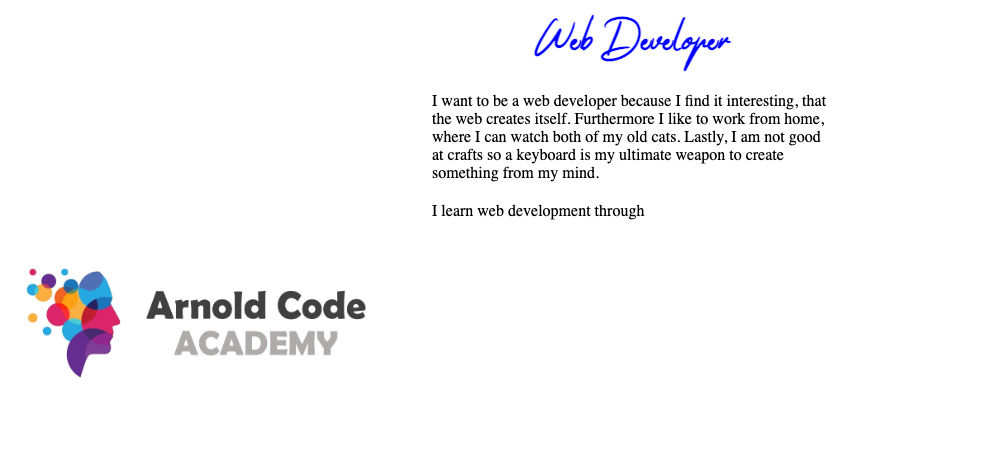 Web Developer
I want to be a web developer because I find it interesting, that
the web creates itself. Furthermore I like to work from home,
where I can watch both of my old cats. Lastly, I am not good
at crafts so a keyboard is my ultimate weapon to create
something from my mind.
I learn web development through
Arnold Code
ACADEMY